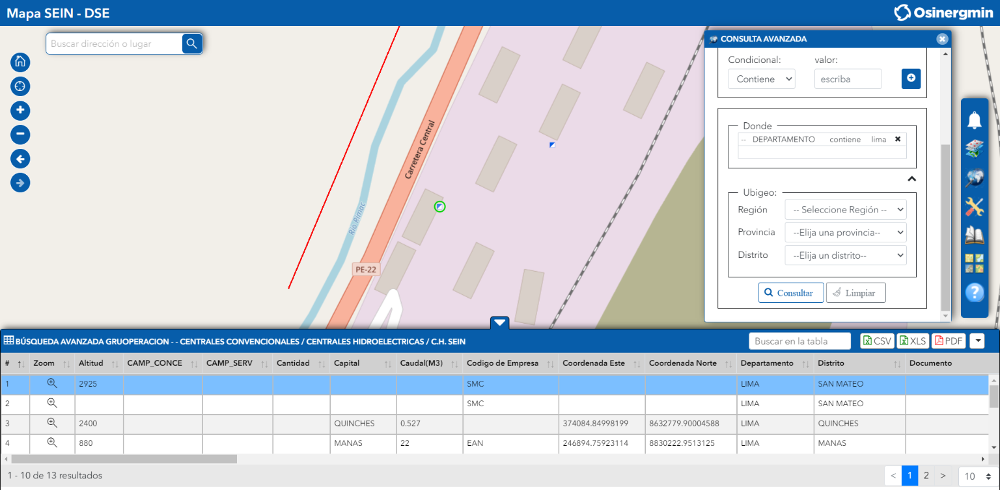 Mapa SEIN - DSE
Osinergmin
Buscar dirección o lugar
CONSULTA AVANZADA
Condicional: valor:
Contiene escriba
Donde
-- DEPARTAMENTO contiene lima
Ubigeo:
Región -- Seleccione Región --
Provincia --Elija una provincia--
Distrito --Elija un distrito--
Consultar Limpiar
Carretera Central
Río Rímac
PE-22
BÚSQUEDA AVANZADA GRUOPERACION - - CENTRALES CONVENCIONALES / CENTRALES HIDROELECTRICAS / C.H. SEIN
Buscar en la tabla CSV XLS PDF
# Zoom Altitud CAMP_CONCE CAMP_SERV Cantidad Capital Caudal(M3) Codigo de Empresa Coordenada Este Coordenada Norte Departamento Distrito Documento
1 2925 SMC LIMA SAN MATEO
2 SMC LIMA SAN MATEO
3 2400 QUINCHES 0.527 374084.84998199 8632779.90004588 LIMA QUINCHES
4 880 MANAS 22 EAN 246894.75923114 8830222.9513125 LIMA MANAS
1 - 10 de 13 resultados
< 1 2 > 10